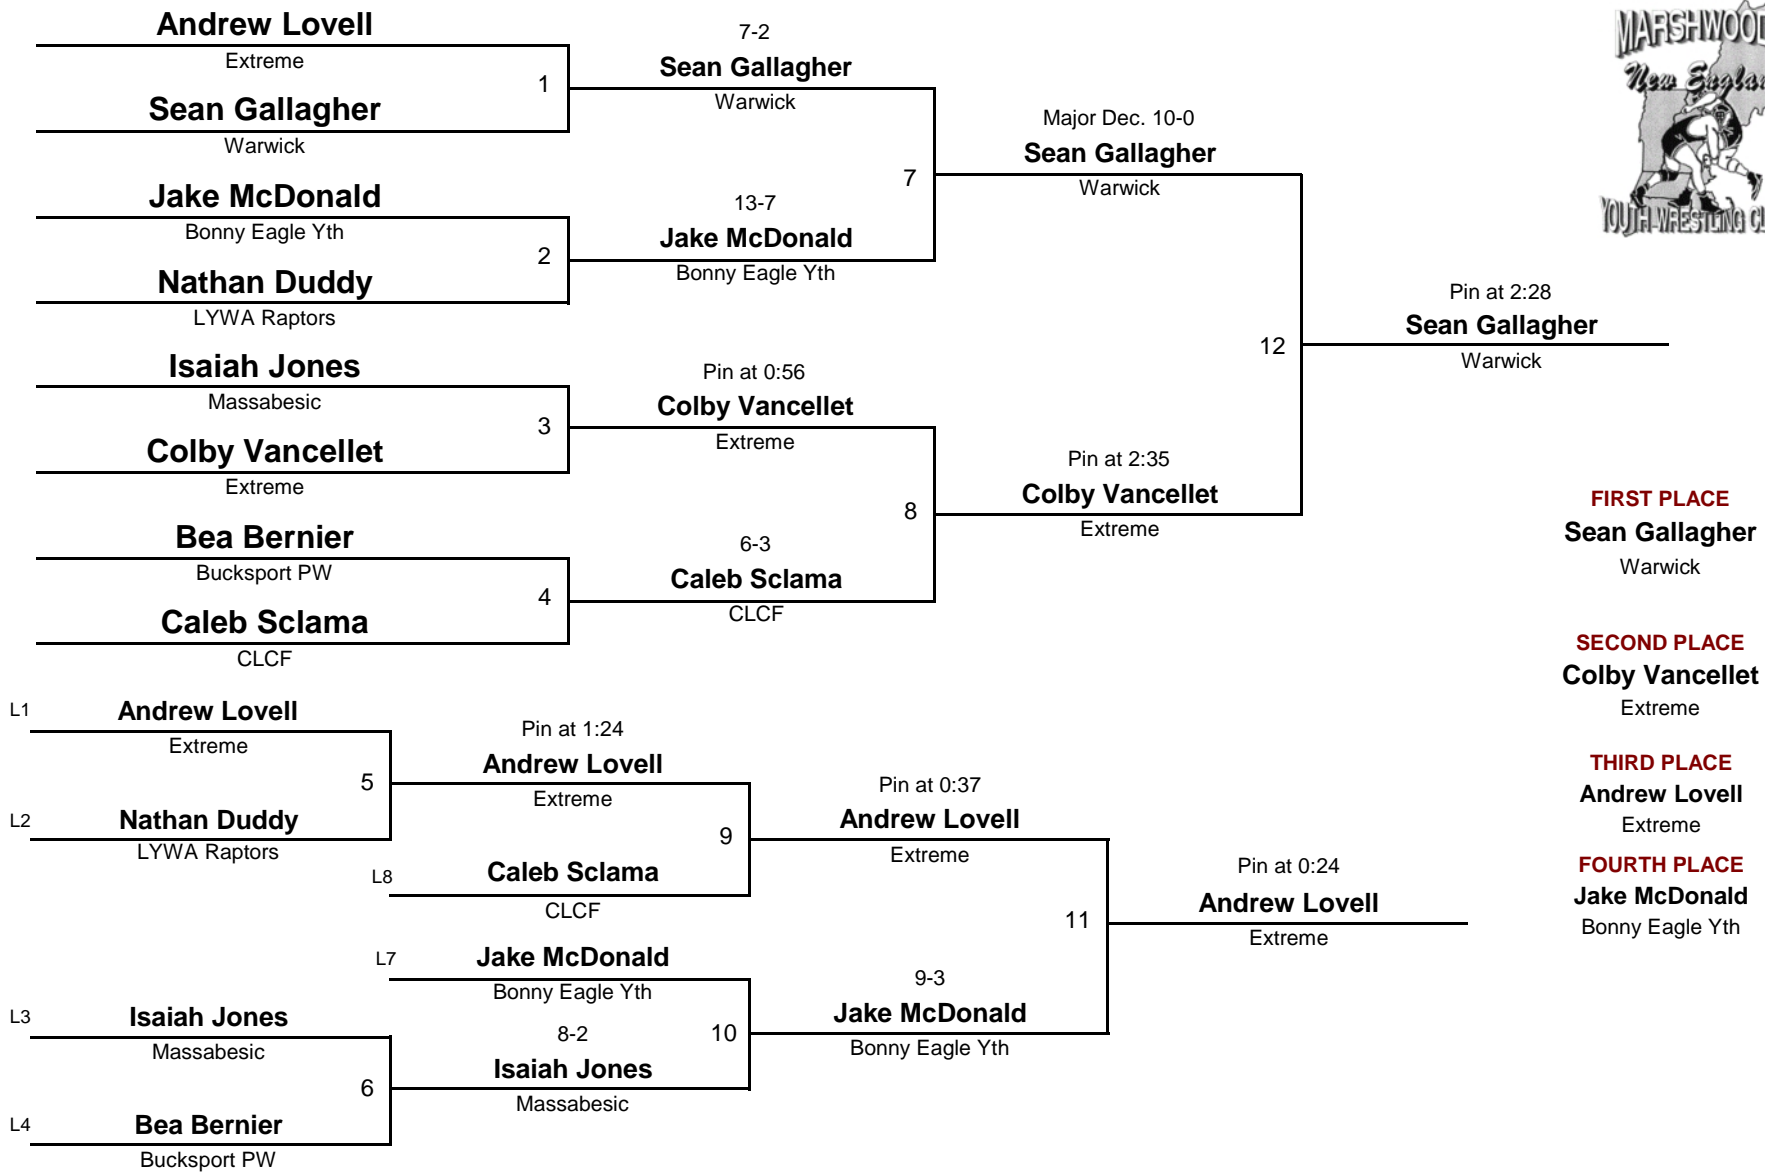 Andrew Lovell
Extreme
1
Sean Gallagher
Warwick
7-2
Sean Gallagher
Warwick
Jake McDonald
Bonny Eagle Yth
2
Nathan Duddy
LYWA Raptors
13-7
Jake McDonald
Bonny Eagle Yth
7
Major Dec. 10-0
Sean Gallagher
Warwick
Isaiah Jones
Massabesic
3
Colby Vancellet
Extreme
Pin at 0:56
Colby Vancellet
Extreme
Bea Bernier
Bucksport PW
4
Caleb Sclama
CLCF
6-3
Caleb Sclama
CLCF
8
Pin at 2:35
Colby Vancellet
Extreme
12
Pin at 2:28
Sean Gallagher
Warwick
MARSHWOOD
New England
YOUTH WRESTLING CL
FIRST PLACE
Sean Gallagher
Warwick
SECOND PLACE
Colby Vancellet
Extreme
THIRD PLACE
Andrew Lovell
Extreme
FOURTH PLACE
Jake McDonald
Bonny Eagle Yth
L1
Andrew Lovell
Extreme
5
L2
Nathan Duddy
LYWA Raptors
Pin at 1:24
Andrew Lovell
Extreme
9
L8
Caleb Sclama
CLCF
Pin at 0:37
Andrew Lovell
Extreme
L7
Jake McDonald
Bonny Eagle Yth
L3
Isaiah Jones
Massabesic
6
L4
Bea Bernier
Bucksport PW
8-2
Isaiah Jones
Massabesic
10
9-3
Jake McDonald
Bonny Eagle Yth
11
Pin at 0:24
Andrew Lovell
Extreme